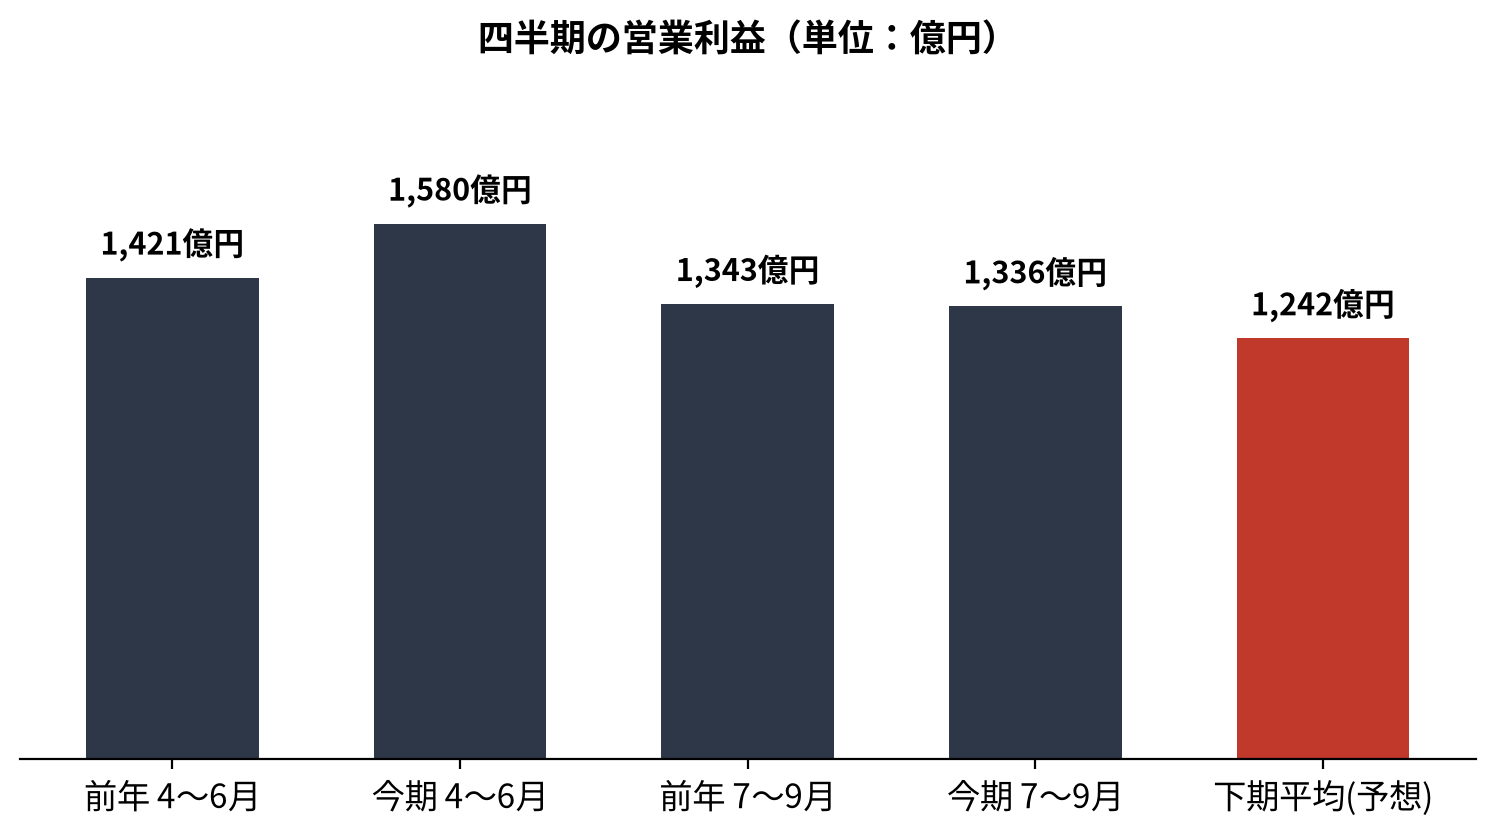 四半期の営業利益（単位：億円）
1,421億円
1,580億円
1,343億円
1,336億円
1,242億円
前年 4～6月
今期 4～6月
前年 7～9月
今期 7～9月
下期平均(予想)